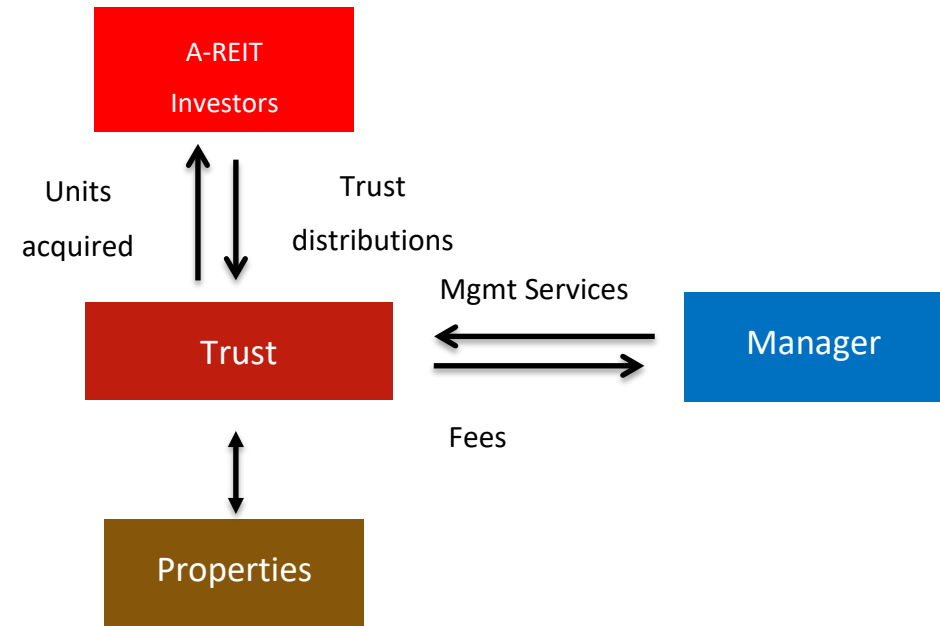 A-REIT
Investors
Units
acquired
Trust
distributions
Mgmt Services
Trust
Manager
Fees
Properties